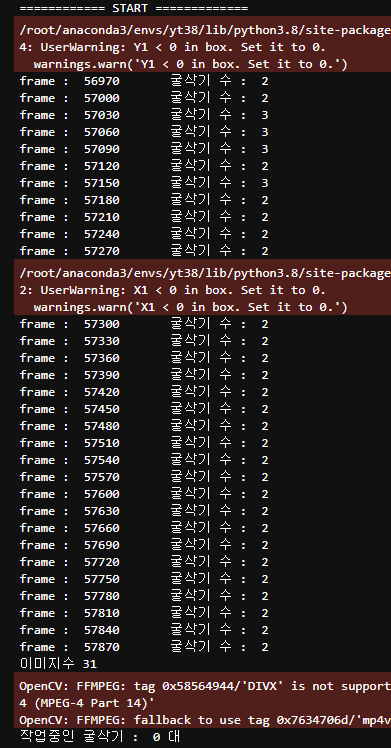 ============ START =============
/root/anaconda3/envs/yt38/lib/python3.8/site-package
4: UserWarning: Y1 < 0 in box. Set it to 0.
warnings.warn('Y1 < 0 in box. Set it to 0.')
frame : 56970 굴삭기 수 : 2
frame : 57000 굴삭기 수 : 2
frame : 57030 굴삭기 수 : 3
frame : 57060 굴삭기 수 : 3
frame : 57090 굴삭기 수 : 3
frame : 57120 굴삭기 수 : 2
frame : 57150 굴삭기 수 : 3
frame : 57180 굴삭기 수 : 2
frame : 57210 굴삭기 수 : 2
frame : 57240 굴삭기 수 : 2
frame : 57270 굴삭기 수 : 2
/root/anaconda3/envs/yt38/lib/python3.8/site-package
2: UserWarning: X1 < 0 in box. Set it to 0.
warnings.warn('X1 < 0 in box. Set it to 0.')
frame : 57300 굴삭기 수 : 2
frame : 57330 굴삭기 수 : 2
frame : 57360 굴삭기 수 : 2
frame : 57390 굴삭기 수 : 2
frame : 57420 굴삭기 수 : 2
frame : 57450 굴삭기 수 : 2
frame : 57480 굴삭기 수 : 2
frame : 57510 굴삭기 수 : 2
frame : 57540 굴삭기 수 : 2
frame : 57570 굴삭기 수 : 2
frame : 57600 굴삭기 수 : 2
frame : 57630 굴삭기 수 : 2
frame : 57660 굴삭기 수 : 2
frame : 57690 굴삭기 수 : 2
frame : 57720 굴삭기 수 : 2
frame : 57750 굴삭기 수 : 2
frame : 57780 굴삭기 수 : 2
frame : 57810 굴삭기 수 : 2
frame : 57840 굴삭기 수 : 2
frame : 57870 굴삭기 수 : 2
이미지수 31
OpenCV: FFMPEG: tag 0x58564944/'DIVX' is not support
4 (MPEG-4 Part 14)'
OpenCV: FFMPEG: fallback to use tag 0x7634706d/'mp4v
작업중인 굴삭기 : 0 대